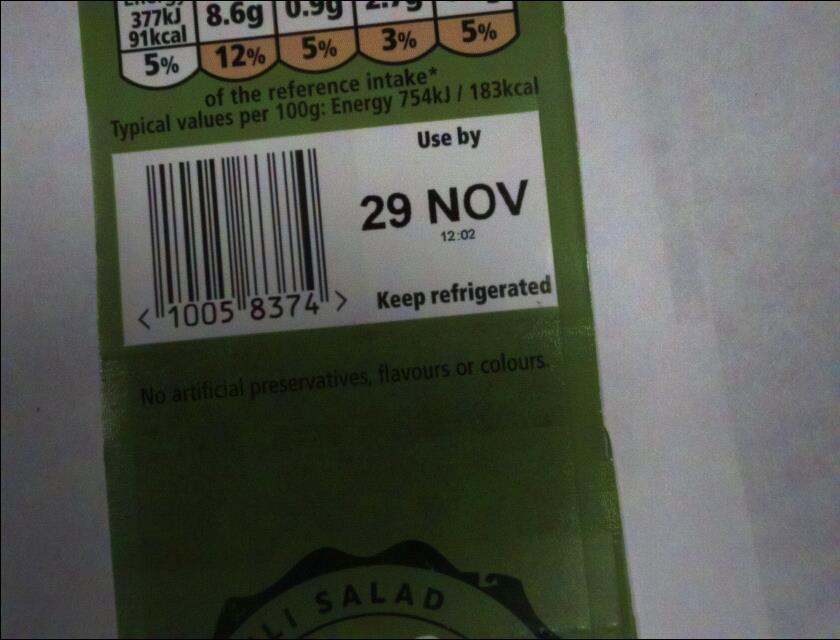 377kJ 8.6g 0.9g
91kcal
5% 12% 5% 3% 5%
of the reference intake*
Typical values per 100g: Energy 754kJ / 183kcal
Use by
29 NOV
12:02
Keep refrigerated
<1005 8374>
No artificial preservatives, flavours or colours.
LI SALAD